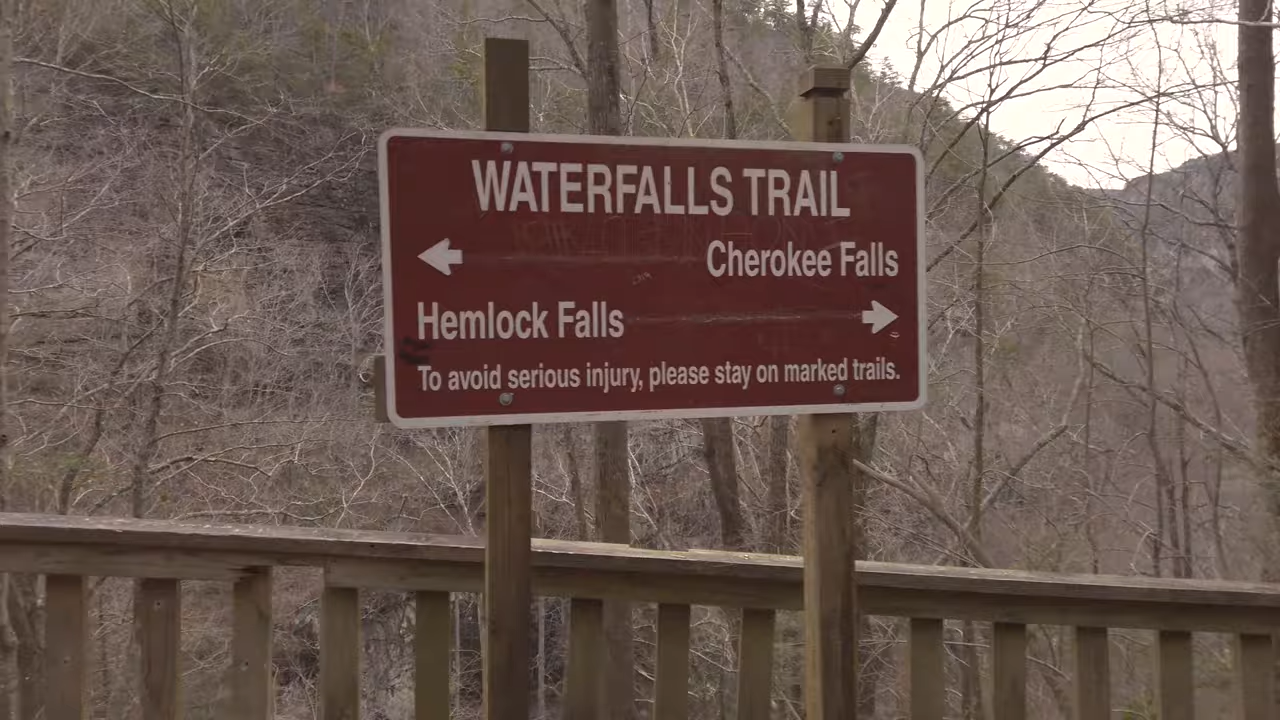 WATERFALLS TRAIL
Cherokee Falls
Hemlock Falls
To avoid serious injury, please stay on marked trails.